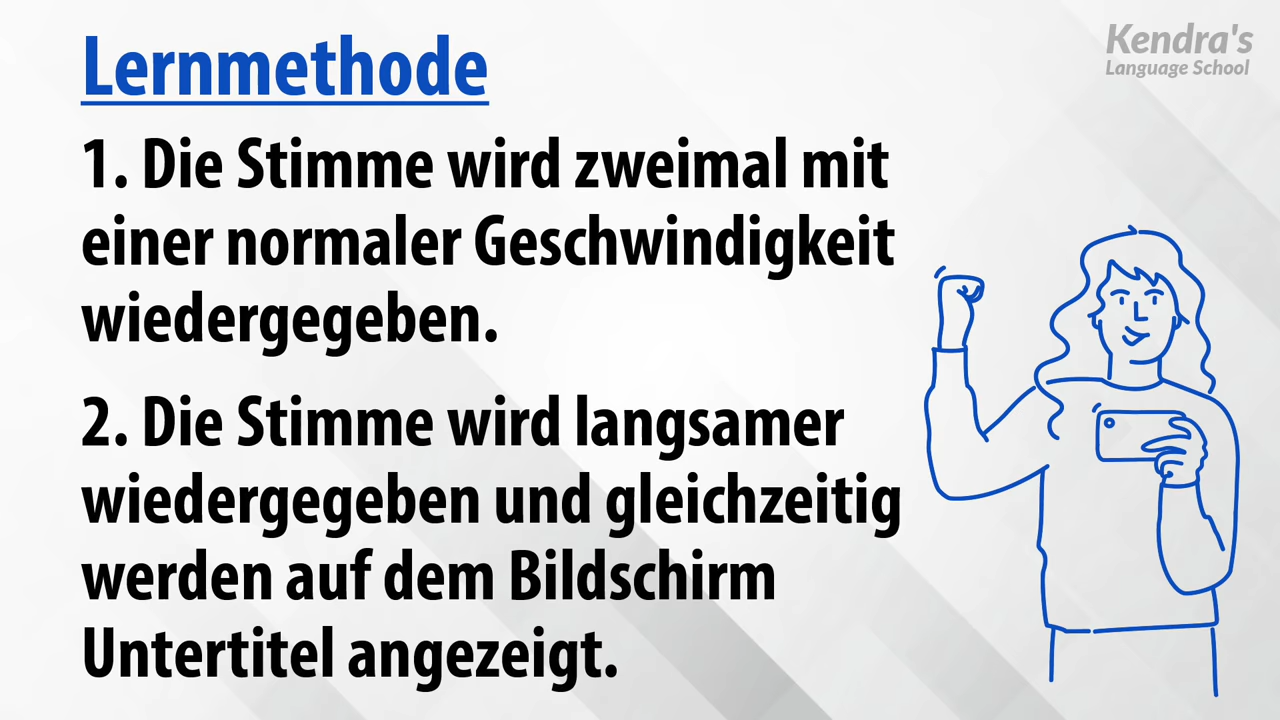 Lernmethode
Kendra's
Language School
1. Die Stimme wird zweimal mit
einer normaler Geschwindigkeit
wiedergegeben.
2. Die Stimme wird langsamer
wiedergegeben und gleichzeitig
werden auf dem Bildschirm
Untertitel angezeigt.